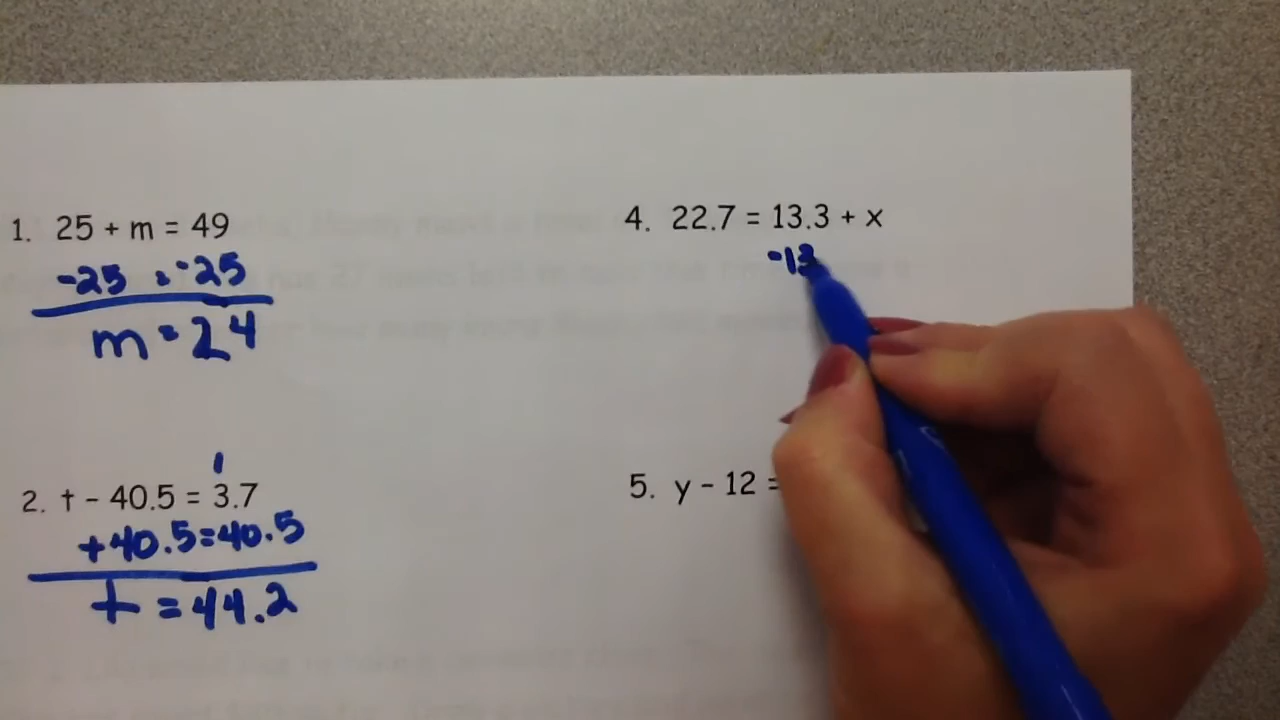 1. 25 + m = 49
-25 = -25
m = 24
2. t - 40.5 = 3.7
1
+40.5=40.5
t = 44.2
4. 22.7 = 13.3 + x
-13
5. y - 12 =